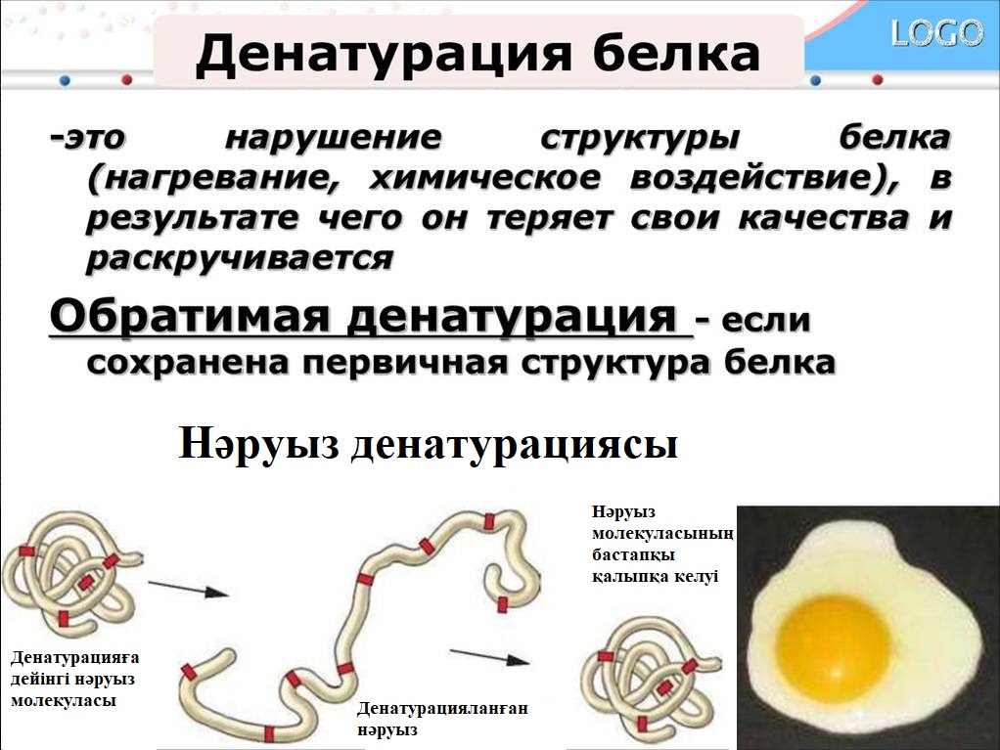 LOGO
Денатурация белка
-это нарушение структуры белка
(нагревание, химическое воздействие), в
результате чего он теряет свои качества и
раскручивается
Обратимая денатурация - если
сохранена первичная структура белка
Нәруыз денатурациясы
Денатурацияға
дейінгі нәруыз
молекуласы
Денатурацияланған
нәруыз
Нәруыз
молекуласының
бастапқы
қалыпқа келуі